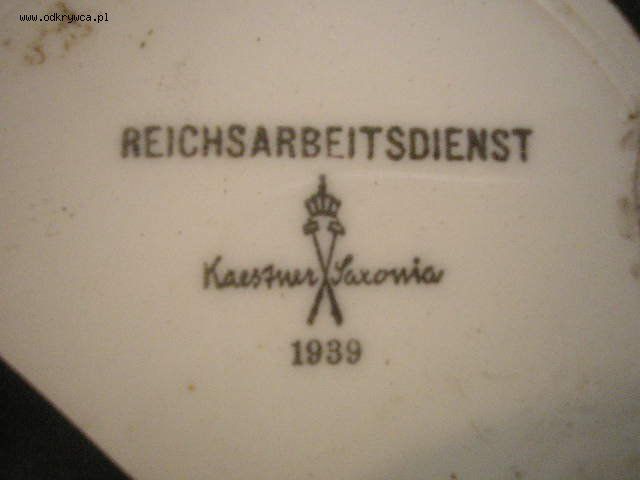 www.odkrywca.pl
REICHSARBEITSDIENST
Kaestner Saxonia
1939